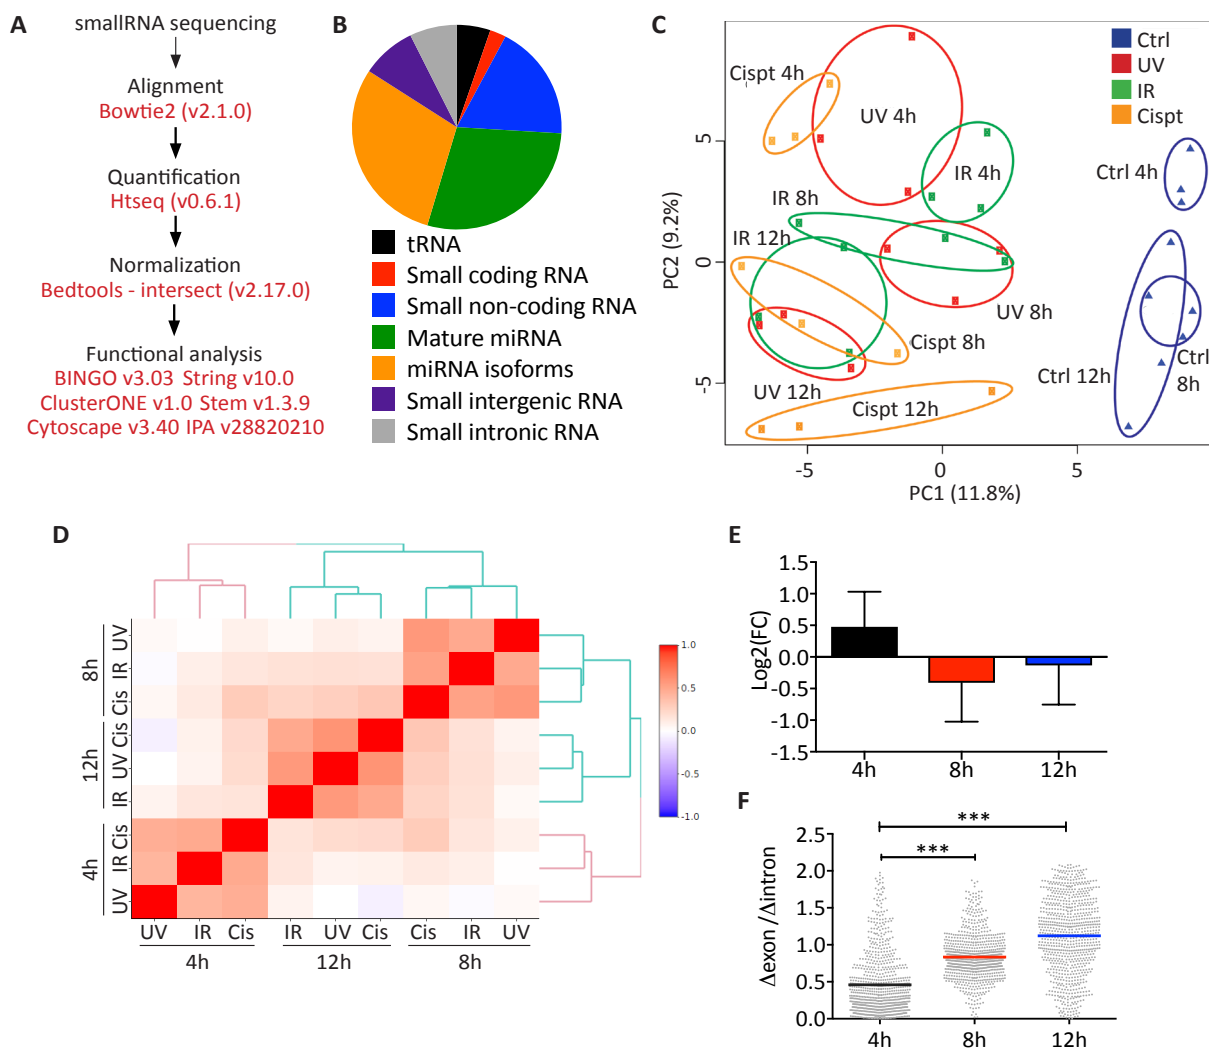 A
smallRNA sequencing
Alignment
Bowtie2 (v2.1.0)
Quantification
Htseq (v0.6.1)
Normalization
Bedtools - intersect (v2.17.0)
Functional analysis
BINGO v3.03 String v10.0
ClusterONE v1.0 Stem v1.3.9
Cytoscape v3.40 IPA v28820210
B
tRNA
Small coding RNA
Small non-coding RNA
Mature miRNA
miRNA isoforms
Small intergenic RNA
Small intronic RNA
C
Ctrl
UV
IR
Cispt
Cispt 4h
UV 4h
IR 4h
Ctrl 4h
IR 8h
IR 12h
UV 8h
Cispt 8h
Ctrl 12h
Ctrl
8h
UV 12h
Cispt 12h
PC2 (9.2%)
5
0
-5
-5
0
5
PC1 (11.8%)
D
8h
UV
IR
Cis
12h
Cis
UV
IR
4h
Cis
IR
UV
UV IR Cis IR UV Cis Cis IR UV
4h 12h 8h
1.0
0.5
0.0
-0.5
-1.0
E
Log2(FC)
1.5
1.0
0.5
0.0
-0.5
-1.0
-1.5
4h 8h 12h
F
Δexon /Δintron
2.5
2.0
1.5
1.0
0.5
0.0
***
***
4h 8h 12h